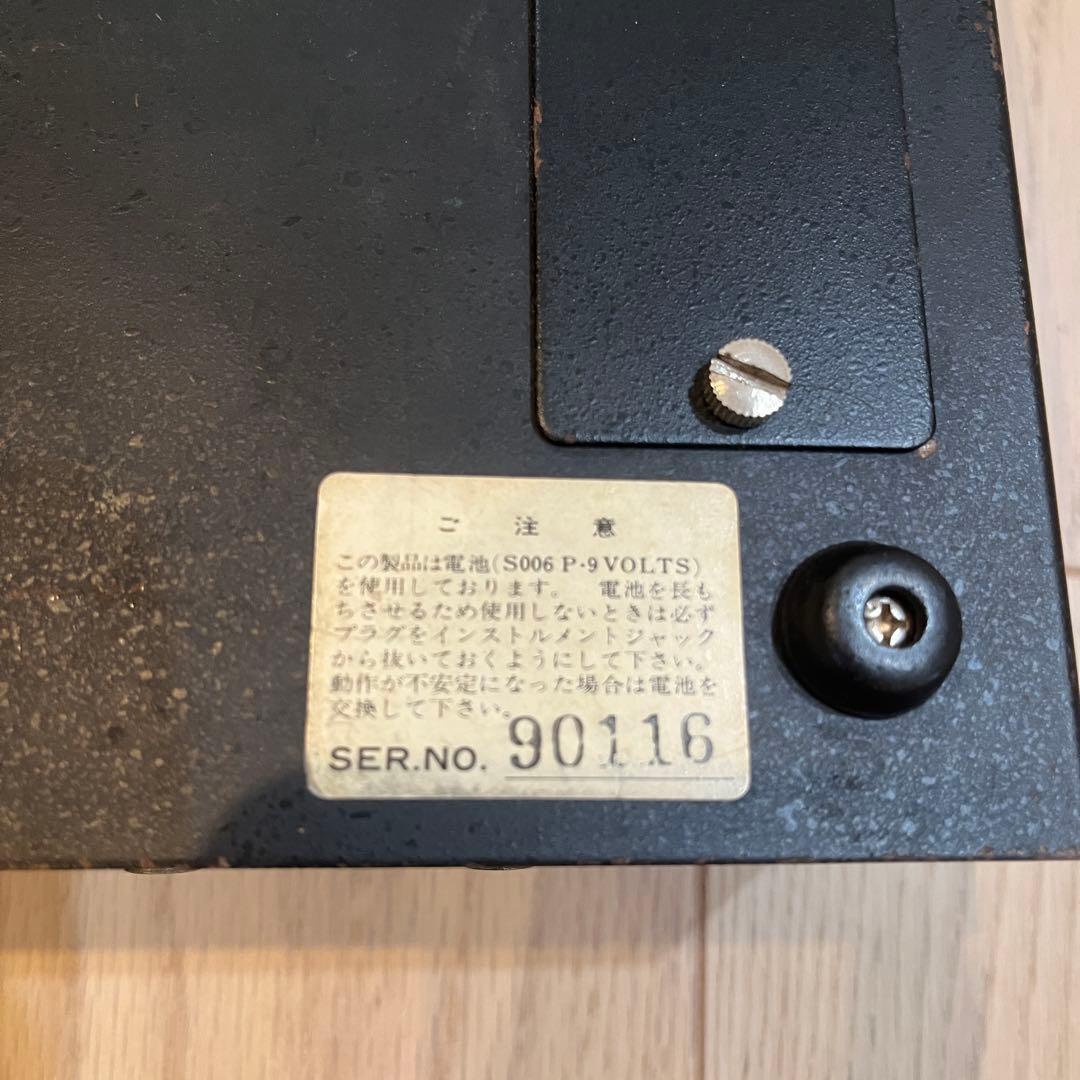 ご注意
この製品は電池(S006 P·9 VOLTS)
を使用しております。 電池を長も
ちさせるため使用しないときは必ず
プラグをインストルメントジャック
から抜いておくようにして下さい。
動作が不安定になった場合は電池を
交換して下さい。
SER.NO. 90116